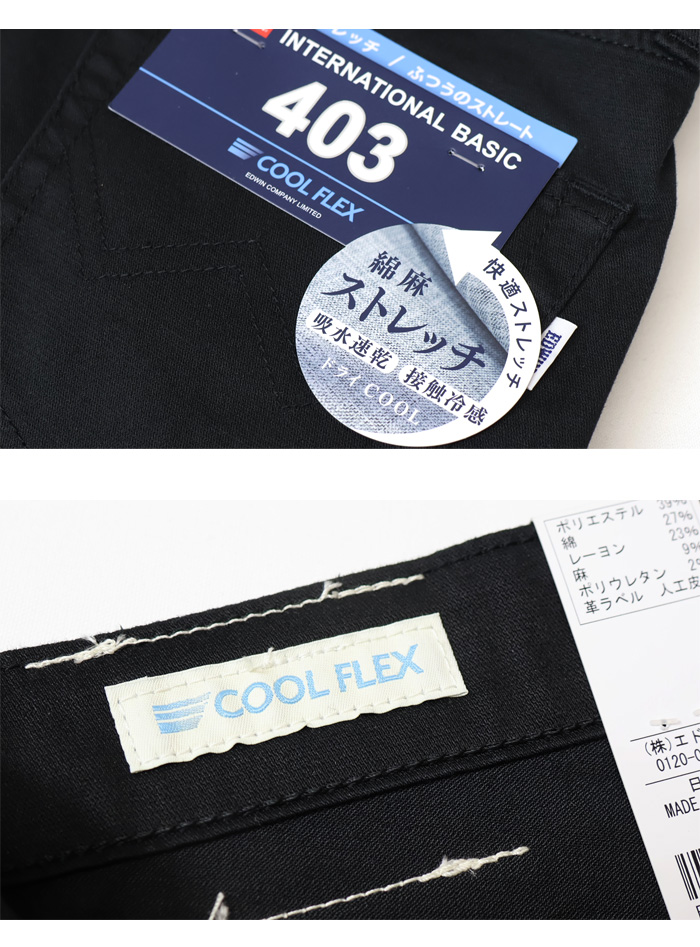 レッチ / ふつうのストレート
INTERNATIONAL BASIC
403
COOL FLEX
EDWIN COMPANY LIMITED
快適ストレッチ
綿麻
ストレッチ
吸水速乾 接触冷感
ドライCOOL
COOL FLEX
ポリエステル 39%
綿 27%
レーヨン 23%
麻 9%
ポリウレタン 2%
革ラベル 人工皮
(株)エド
0120-0
MADE